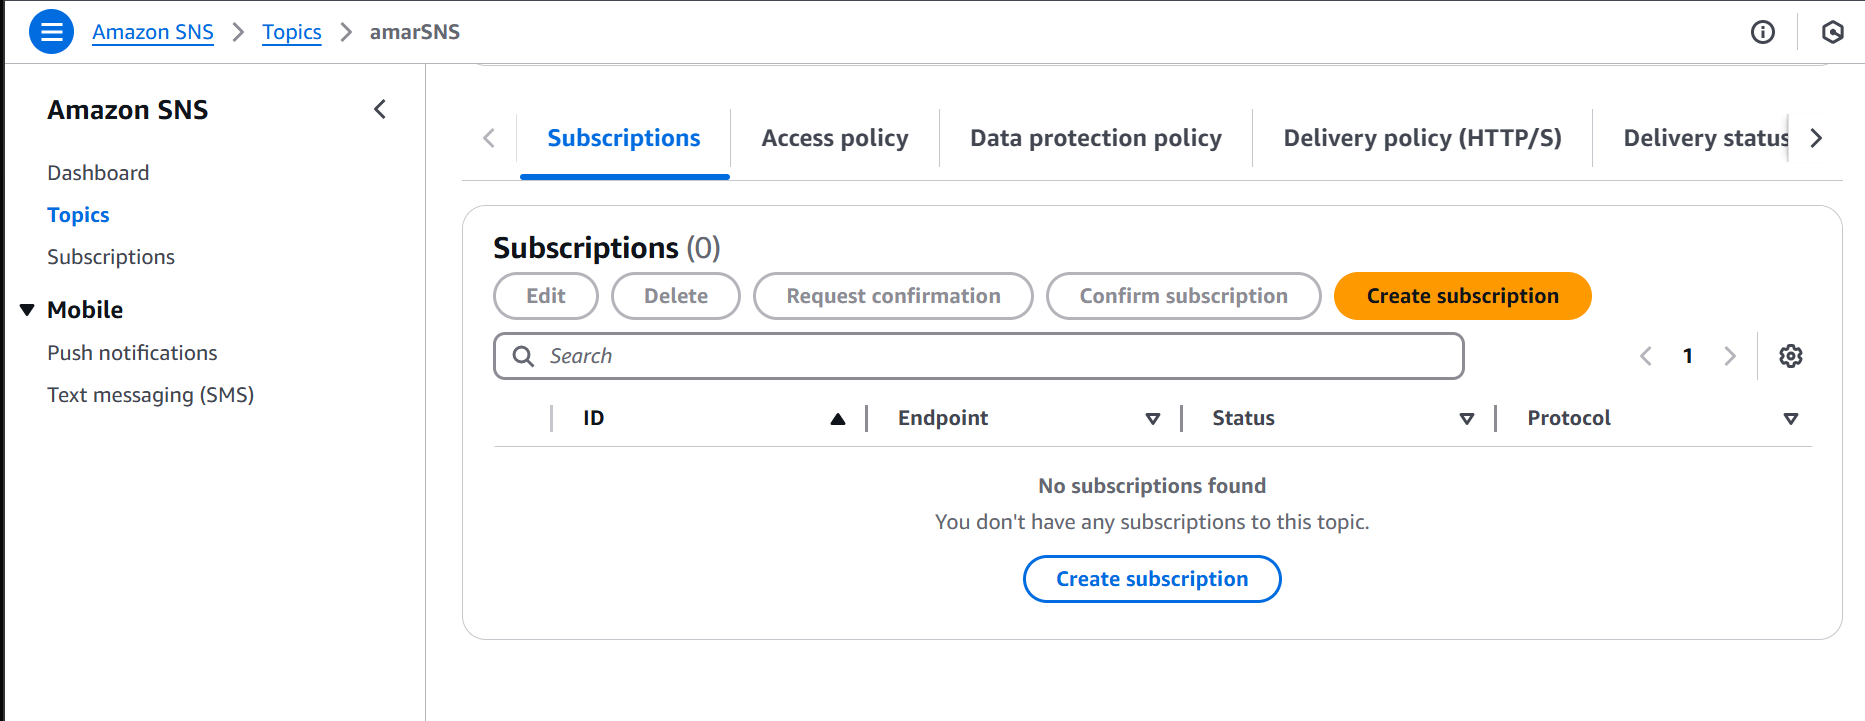 Amazon SNS > Topics > amarSNS
Amazon SNS
Dashboard
Topics
Subscriptions
Mobile
Push notifications
Text messaging (SMS)
Subscriptions Access policy Data protection policy Delivery policy (HTTP/S) Delivery status
Subscriptions (0)
Edit Delete Request confirmation Confirm subscription Create subscription
Search
1
ID Endpoint Status Protocol
No subscriptions found
You don't have any subscriptions to this topic.
Create subscription